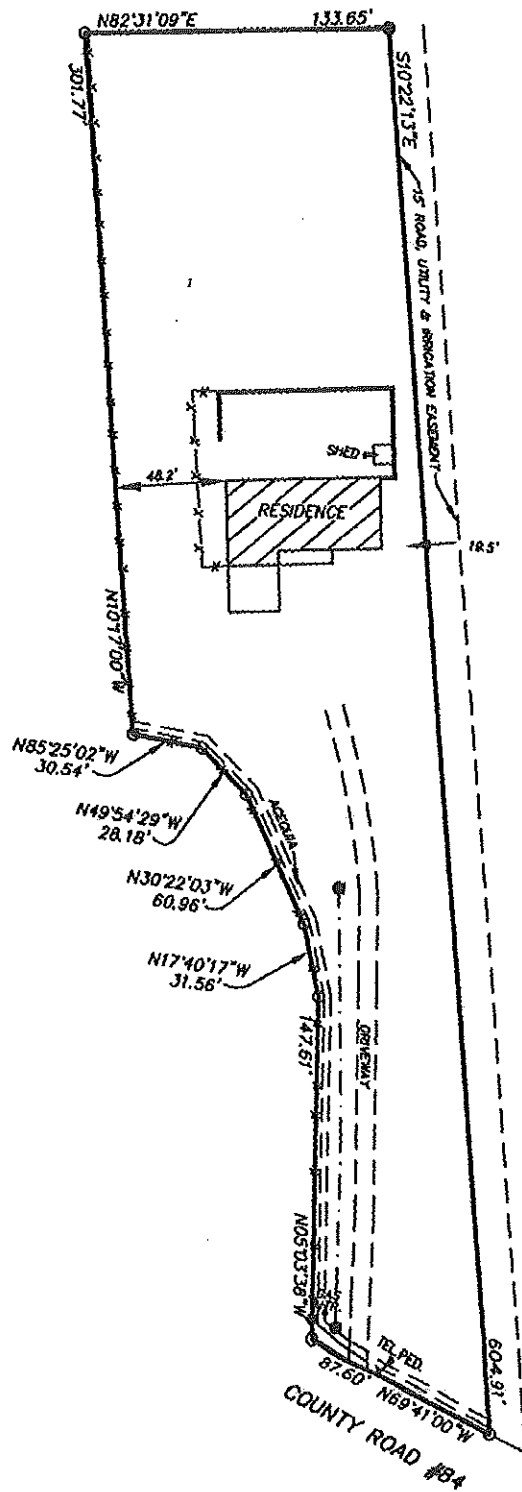 N82°31'09"E 133.65'
301.77'
S10°22'13"E
15' ROAD, UTILITY & IRRIGATION EASEMENT
1
SHED
48.2'
RESIDENCE
19.5'
N10°17'00"W
N85°25'02"W
30.54'
N49°54'29"W
28.18'
ACEQUIA
N30°22'03"W
60.96'
N17°40'17"W
31.56'
147.61'
DRIVEWAY
N05°03'38"W
TEL. PED.
604.91'
87.60' N69°41'00"W
COUNTY ROAD #84